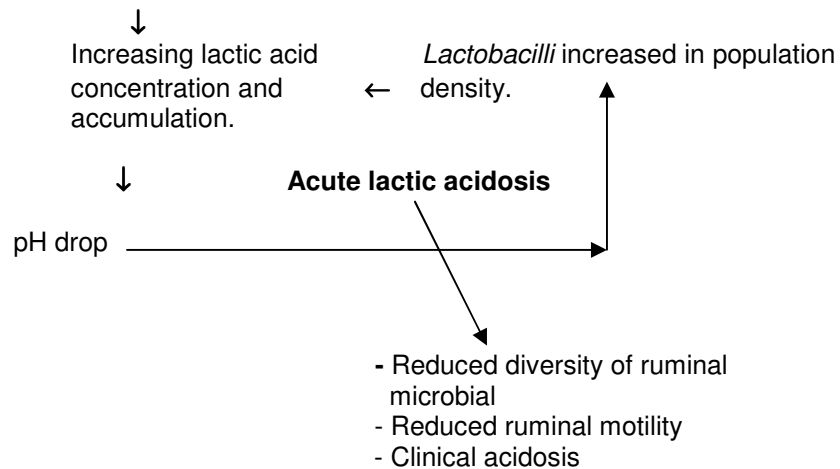 ↓
Increasing lactic acid
concentration and
accumulation.
←
Lactobacilli increased in population
density.
↓
Acute lactic acidosis
pH drop
- Reduced diversity of ruminal
microbial
- Reduced ruminal motility
- Clinical acidosis